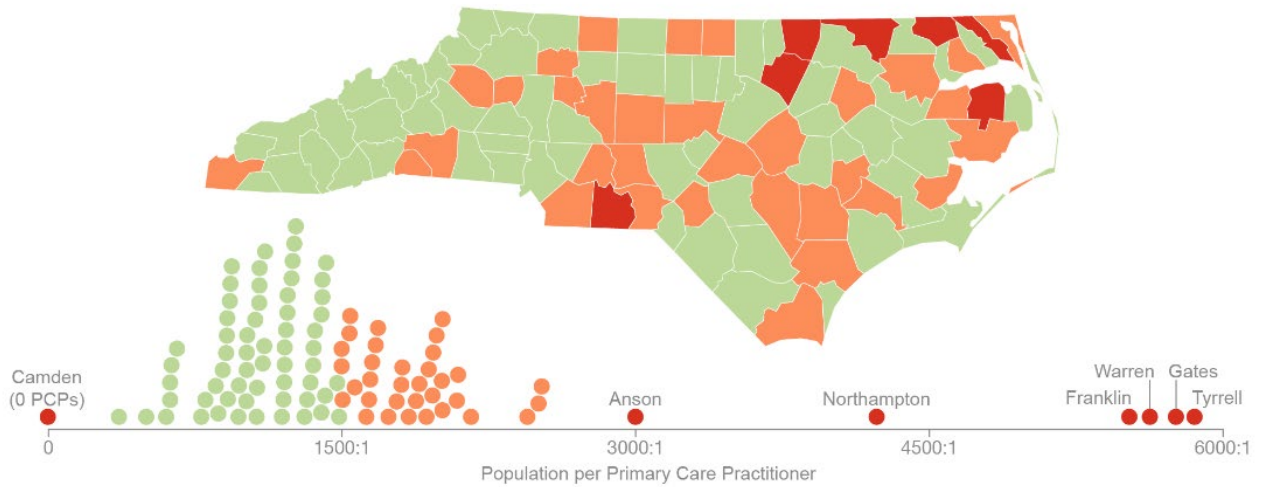 Camden
(0 PCPs)
Anson
Northampton
Warren
Gates
Franklin
Tyrrell
0
1500:1
3000:1
4500:1
6000:1
Population per Primary Care Practitioner